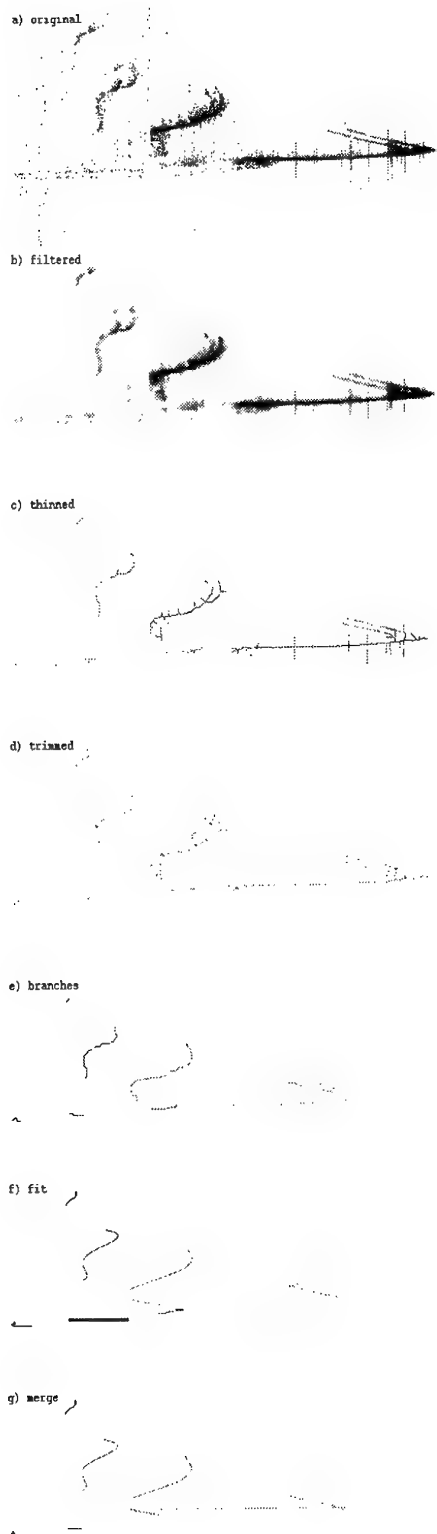 a) original
b) filtered
c) thinned
d) trimmed
e) branches
f) fit
g) merge